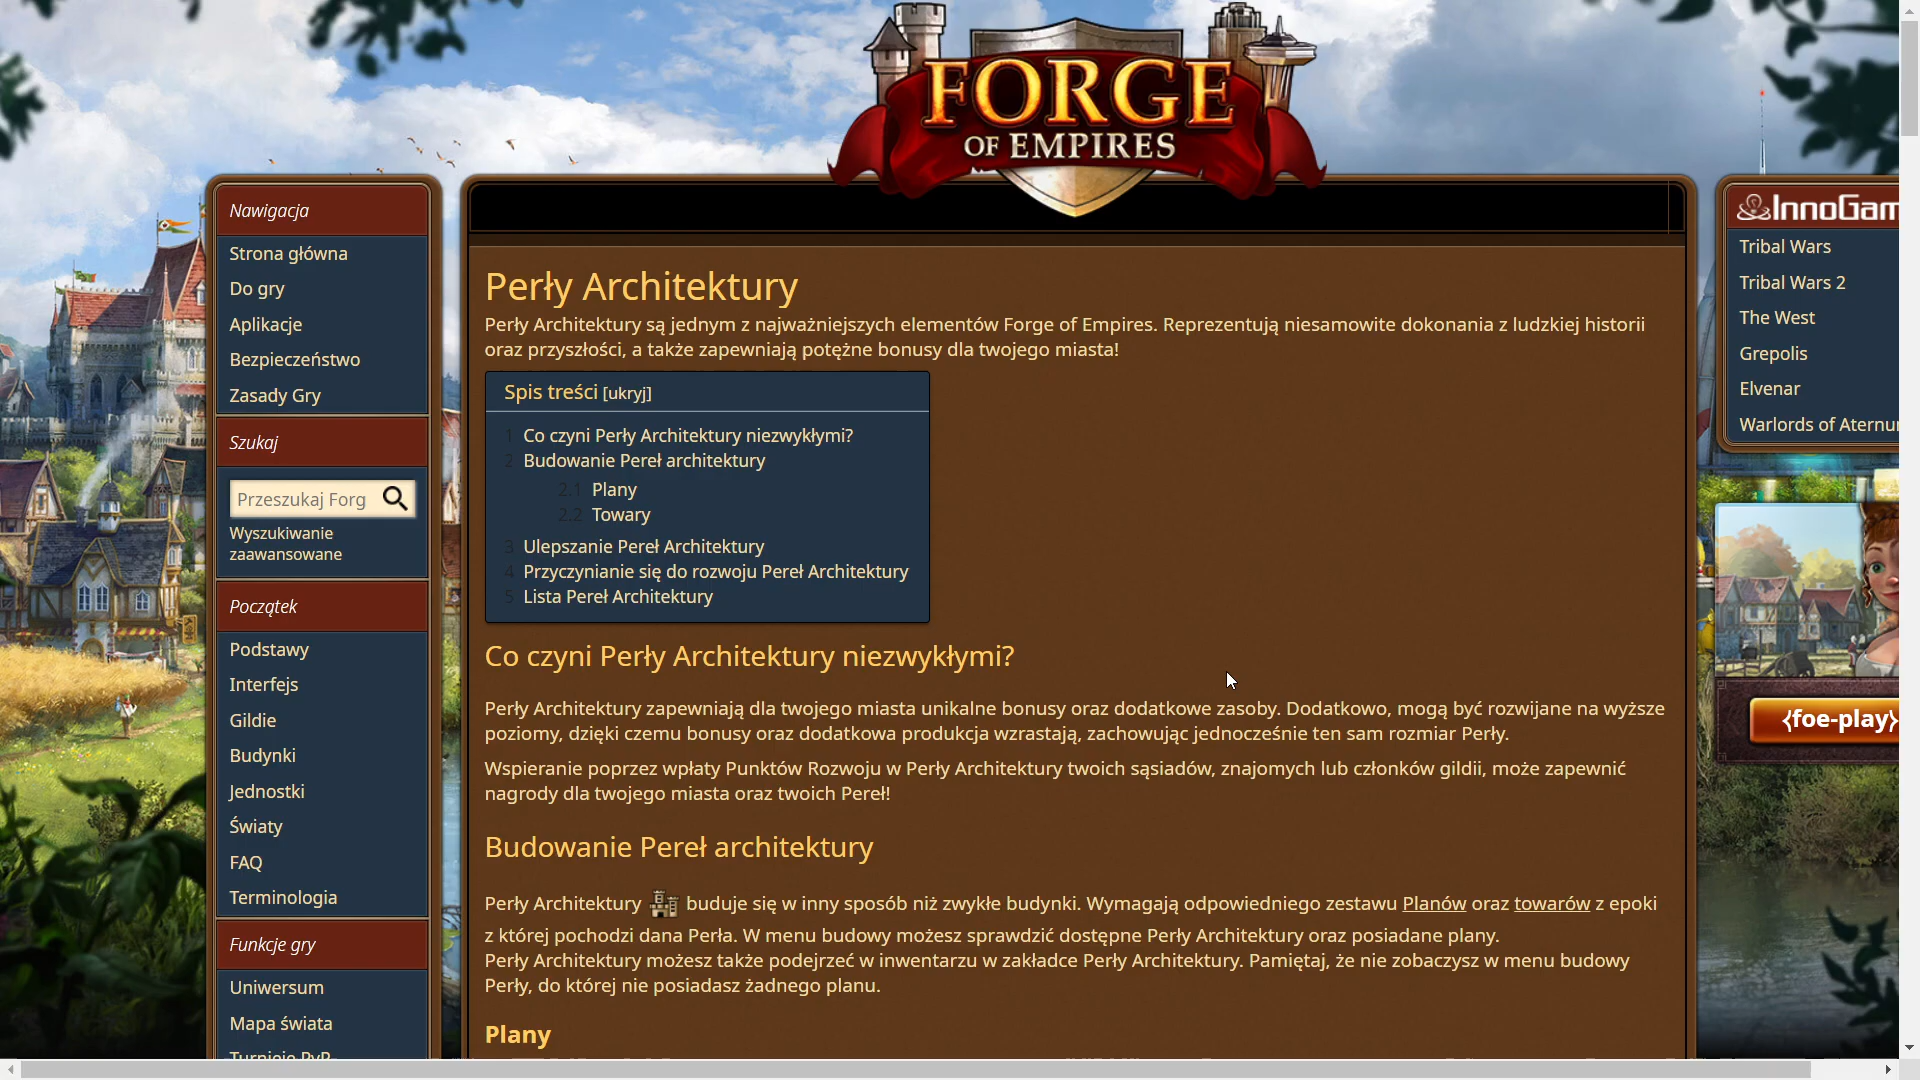 FORGE
OF EMPIRES
Nawigacja
Strona główna
Do gry
Aplikacje
Bezpieczeństwo
Zasady Gry
Szukaj
Przeszukaj Forg
Wyszukiwanie
zaawansowane
Początek
Podstawy
Interfejs
Gildie
Budynki
Jednostki
Światy
FAQ
Terminologia
Funkcje gry
Uniwersum
Mapa świata
Turnieje PvP
Perły Architektury
Perły Architektury są jednym z najważniejszych elementów Forge of Empires. Reprezentują niesamowite dokonania z ludzkiej historii
oraz przyszłości, a także zapewniają potężne bonusy dla twojego miasta!
Spis treści [ukryj]
1 Co czyni Perły Architektury niezwykłymi?
2 Budowanie Pereł architektury
2.1 Plany
2.2 Towary
3 Ulepszanie Pereł Architektury
4 Przyczynianie się do rozwoju Pereł Architektury
5 Lista Pereł Architektury
Co czyni Perły Architektury niezwykłymi?
Perły Architektury zapewniają dla twojego miasta unikalne bonusy oraz dodatkowe zasoby. Dodatkowo, mogą być rozwijane na wyższe
poziomy, dzięki czemu bonusy oraz dodatkowa produkcja wzrastają, zachowując jednocześnie ten sam rozmiar Perły.
Wspieranie poprzez wpłaty Punktów Rozwoju w Perły Architektury twoich sąsiadów, znajomych lub członków gildii, może zapewnić
nagrody dla twojego miasta oraz twoich Pereł!
Budowanie Pereł architektury
Perły Architektury buduje się w inny sposób niż zwykłe budynki. Wymagają odpowiedniego zestawu Planów oraz towarów z epoki
z której pochodzi dana Perła. W menu budowy możesz sprawdzić dostępne Perły Architektury oraz posiadane plany.
Perły Architektury możesz także podejrzeć w inwentarzu w zakładce Perły Architektury. Pamiętaj, że nie zobaczysz w menu budowy
Perły, do której nie posiadasz żadnego planu.
Plany
InnoGam
Tribal Wars
Tribal Wars 2
The West
Grepolis
Elvenar
Warlords of Aternu
{foe-play}